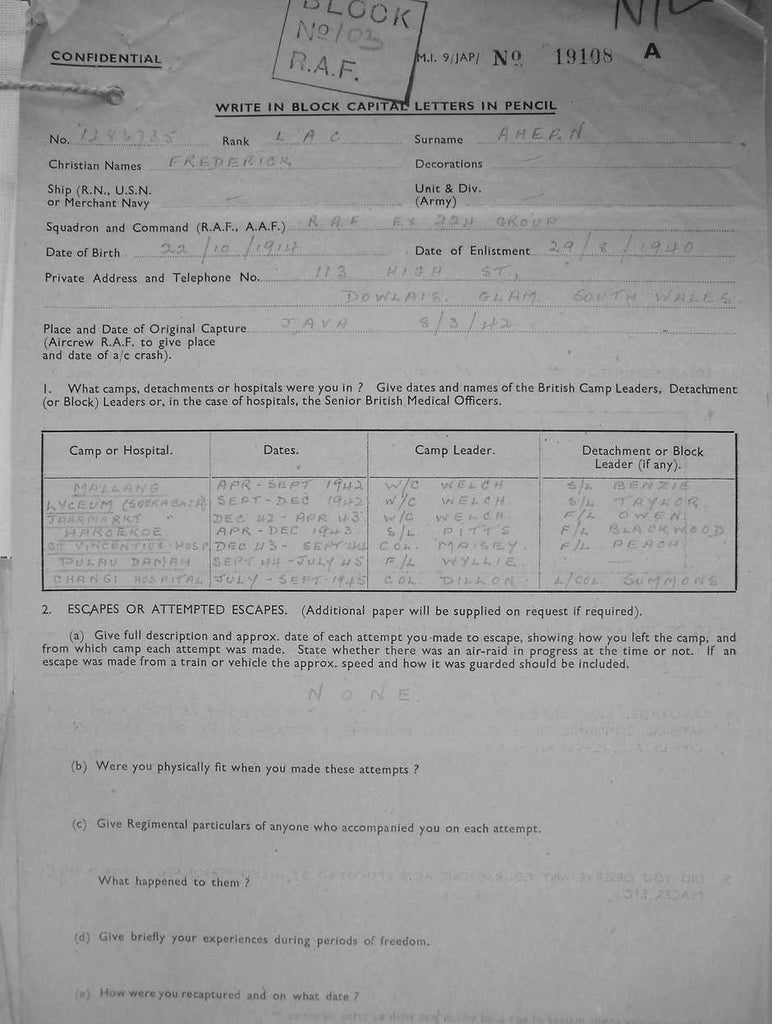 BLOCK
No 102
R.A.F.
CONFIDENTIAL
M.I. 9/JAP/ No 19108 A
WRITE IN BLOCK CAPITAL LETTERS IN PENCIL
No. Rank LAC Surname AHERN
Christian Names FREDERICK Decorations —
Ship (R.N., U.S.N. Unit & Div.
or Merchant Navy — (Army) —
Squadron and Command (R.A.F., A.A.F.) RAF EX 224 GROUP
Date of Birth 22/10/1914 Date of Enlistment 29/8/1940
Private Address and Telephone No. 113 HIGH ST,
DOWLAIS. GLAM. SOUTH WALES.
Place and Date of Original Capture JAVA 8/3/42
(Aircrew R.A.F. to give place
and date of a/c crash).
1. What camps, detachments or hospitals were you in ? Give dates and names of the British Camp Leaders, Detachment
(or Block) Leaders or, in the case of hospitals, the Senior British Medical Officers.
Camp or Hospital. Dates. Camp Leader. Detachment or Block
Leader (if any).
MALLANG APR - SEPT 1942 W/C WELCH S/L BENZIE
LYCEUM (SOERABAJA) SEPT - DEC 1942 W/C WELCH S/L TAYLOR
JAARMARKT " DEC 42 - APR 43 W/C WELCH. F/L OWEN.
HAROEKOE APR - DEC 1943 S/L. PITTS F/L BLACKWOOD
ST VINCENTIUS HOSP DEC 43 - SEPT 44 COL. MAISEY. F/L PEACH
PULAU DAMAH SEPT 44 - JULY 45 F/L WYLLIE —
CHANGI HOSPITAL JULY - SEPT 1945 COL. DILLON. L/COL. SUMMONS
2. ESCAPES OR ATTEMPTED ESCAPES. (Additional paper will be supplied on request if required).
(a) Give full description and approx. date of each attempt you made to escape, showing how you left the camp, and
from which camp each attempt was made. State whether there was an air-raid in progress at the time or not. If an
escape was made from a train or vehicle the approx. speed and how it was guarded should be included.
NONE.
(b) Were you physically fit when you made these attempts ?
(c) Give Regimental particulars of anyone who accompanied you on each attempt.
What happened to them ?
(d) Give briefly your experiences during periods of freedom.
(e) How were you recaptured and on what date ?